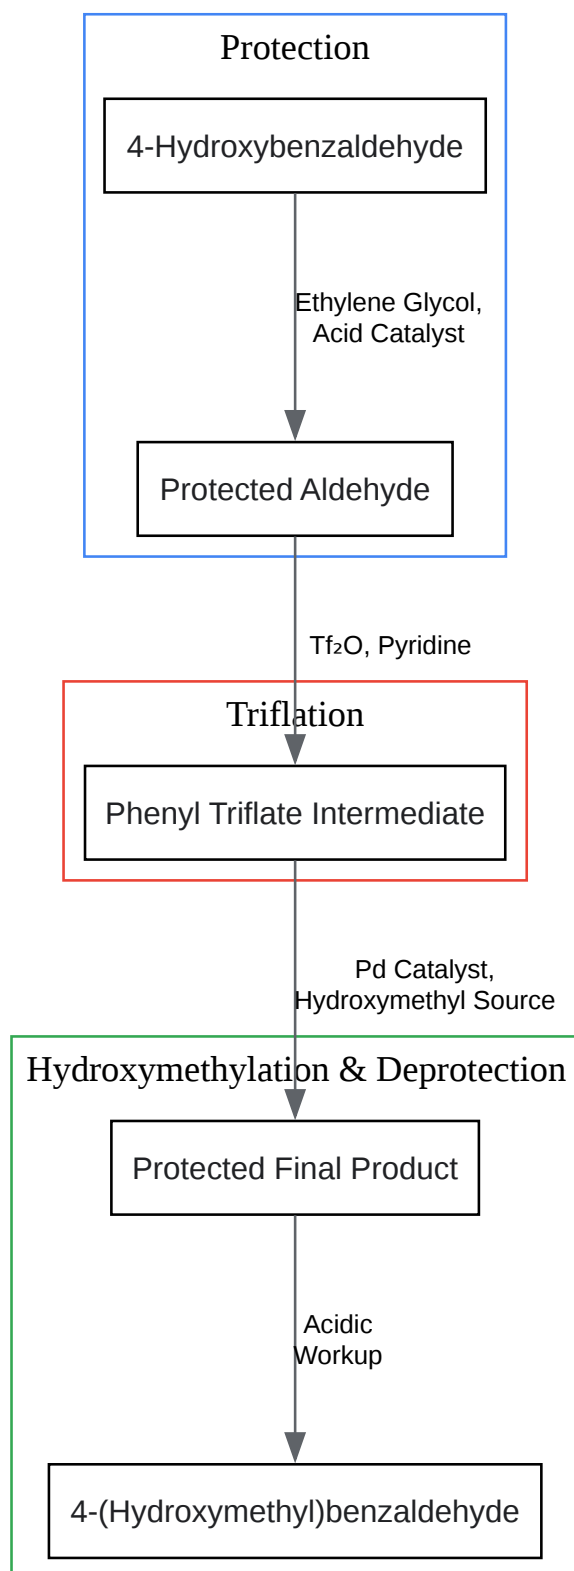 Protection
4-Hydroxybenzaldehyde
Ethylene Glycol,
Acid Catalyst
Protected Aldehyde
Tf₂O, Pyridine
Triflation
Phenyl Triflate Intermediate
Pd Catalyst,
Hydroxymethyl Source
Hydroxymethylation & Deprotection
Protected Final Product
Acidic
Workup
4-(Hydroxymethyl)benzaldehyde